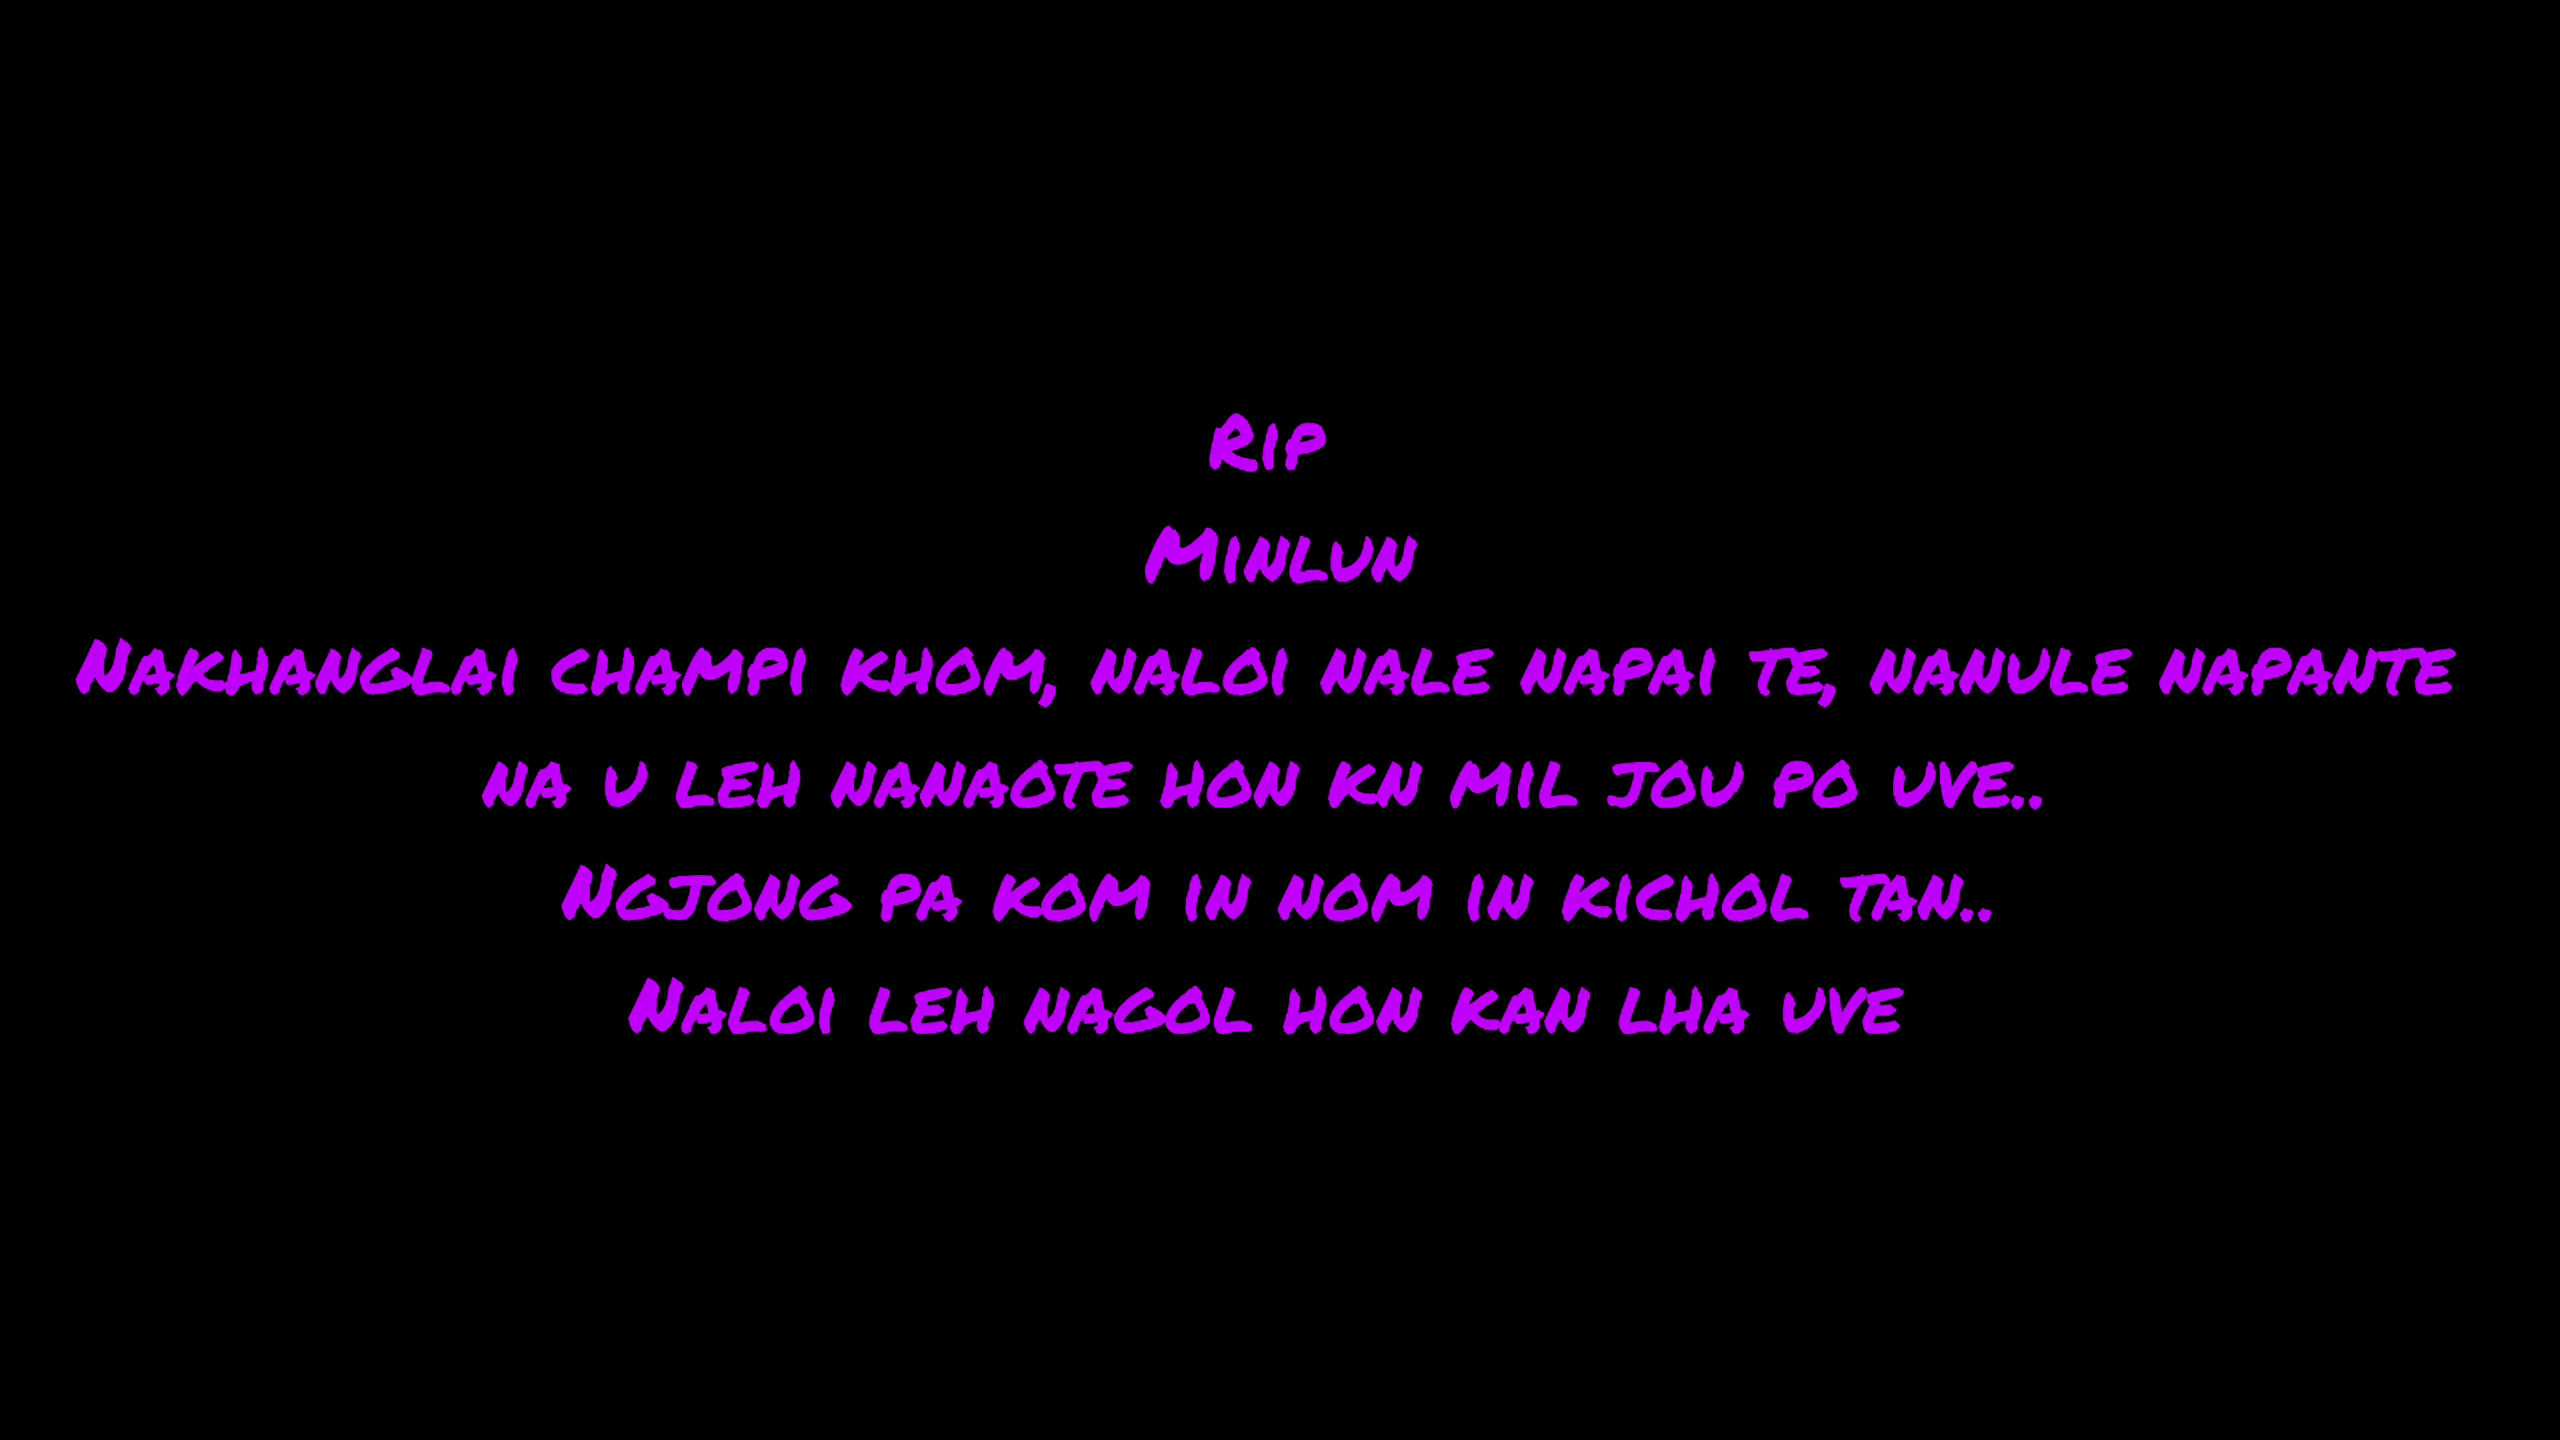 Rip
Minlun
Nakhanglai champi khom, naloi nale napai te, nanule napante
na u leh nanaote hon kn mil jou po uve..
Ngjong pa kom in nom in kichol tan..
Naloi leh nagol hon kan lha uve